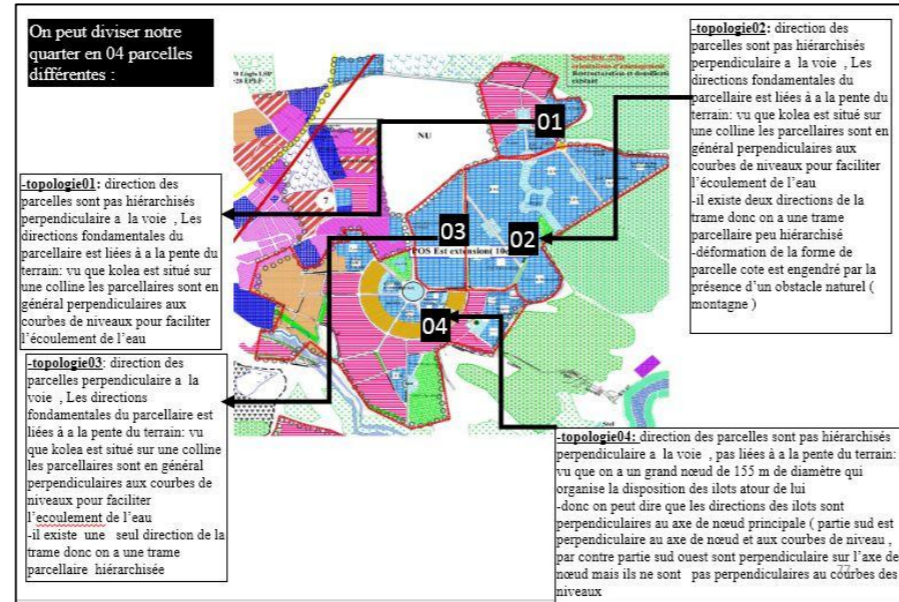 On peut diviser notre
quarter en 04 parcelles
différentes :
-topologie01: direction des
parcelles sont pas hiérarchisés
perpendiculaire a la voie , Les
directions fondamentales du
parcellaire est liées à a la pente du
terrain: vu que kolea est situé sur
une colline les parcellaires sont en
général perpendiculaires aux
courbes de niveaux pour faciliter
l’écoulement de l’eau
-topologie03: direction des
parcelles perpendiculaire a la
voie , Les directions
fondamentales du parcellaire est
liées à a la pente du terrain: vu
que kolea est situé sur une colline
les parcellaires sont en général
perpendiculaires aux courbes de
niveaux pour faciliter
l’ecoulement de l’eau
-il existe une seul direction de la
trame donc on a une trame
parcellaire hiérarchisée
NU
7
01
02
03
04
POS Est extension( 10
-topologie02: direction des
parcelles sont pas hiérarchisés
perpendiculaire a la voie , Les
directions fondamentales du
parcellaire est liées à a la pente du
terrain: vu que kolea est situé sur
une colline les parcellaires sont en
général perpendiculaires aux
courbes de niveaux pour faciliter
l’écoulement de l’eau
-il existe deux directions de la
trame donc on a une trame
parcellaire peu hiérarchisé
-déformation de la forme de
parcelle cote est engendré par la
présence d’un obstacle naturel (
montagne )
-topologie04: direction des parcelles sont pas hiérarchisés
perpendiculaire a la voie , pas liées à a la pente du terrain:
vu que on a un grand nœud de 155 m de diamètre qui
organise la disposition des ilots atour de lui
-donc on peut dire que les directions des ilots sont
perpendiculaires au axe de nœud principale ( partie sud est
perpendiculaire au axe de nœud et aux courbes de niveau ,
par contre partie sud ouest sont perpendiculaire sur l’axe de
nœud mais ils ne sont pas perpendiculaires au courbes des
niveaux
77